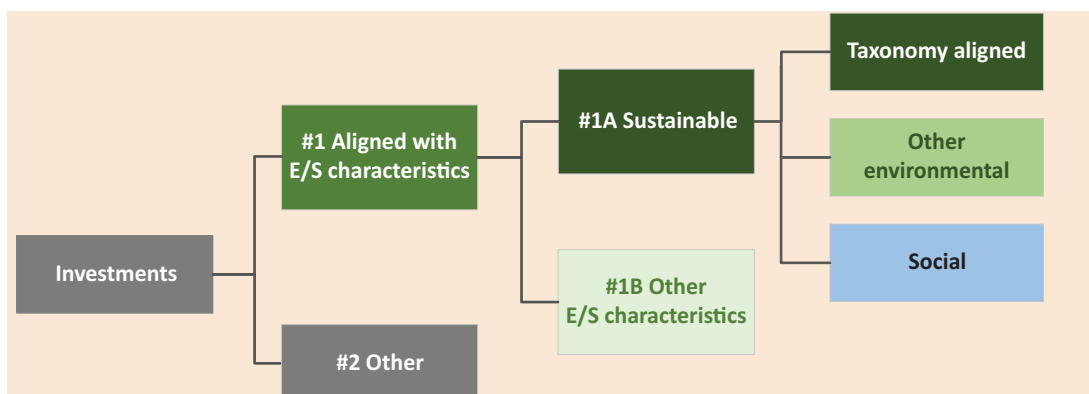 Investments
#1 Aligned with
E/S characteristics
#2 Other
#1A Sustainable
#1B Other
E/S characteristics
Taxonomy aligned
Other
environmental
Social